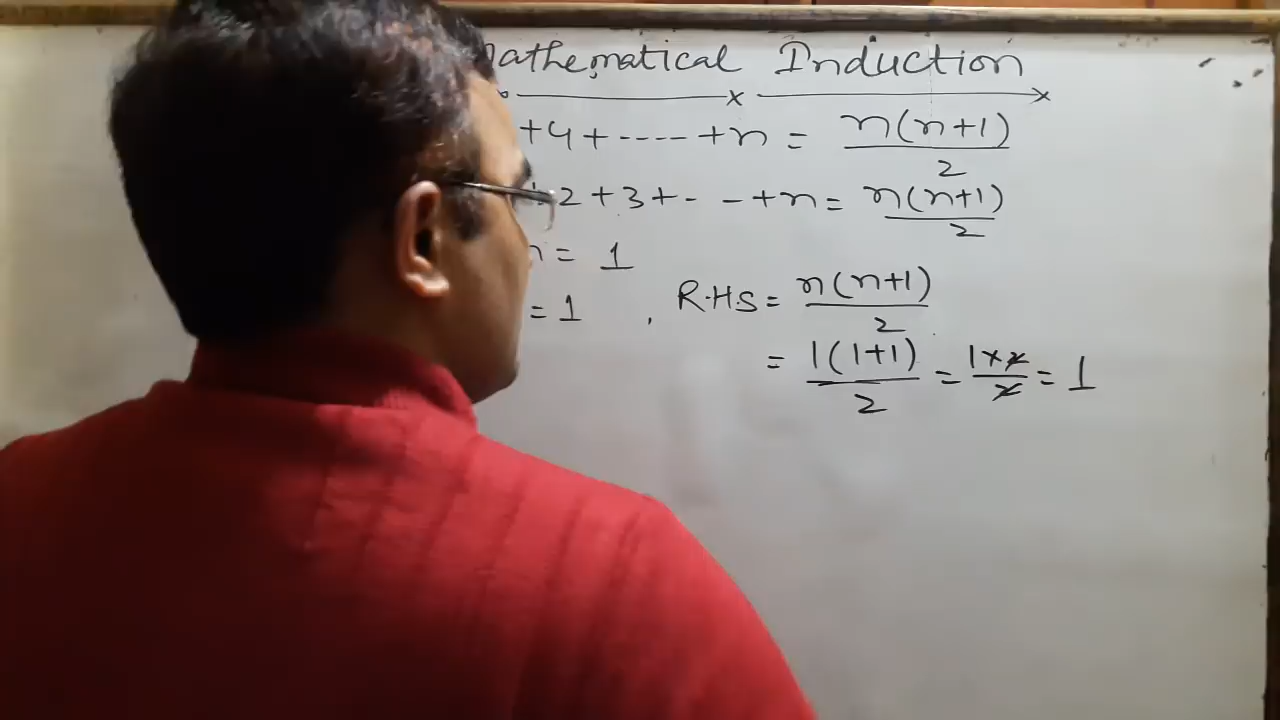 Mathematical Induction
+4+----+n = n(n+1)/2
+2+3+- -+n = n(n+1)/2
n = 1
= 1 , R.H.S = n(n+1)/2
= 1(1+1)/2 = 1×2/2 = 1